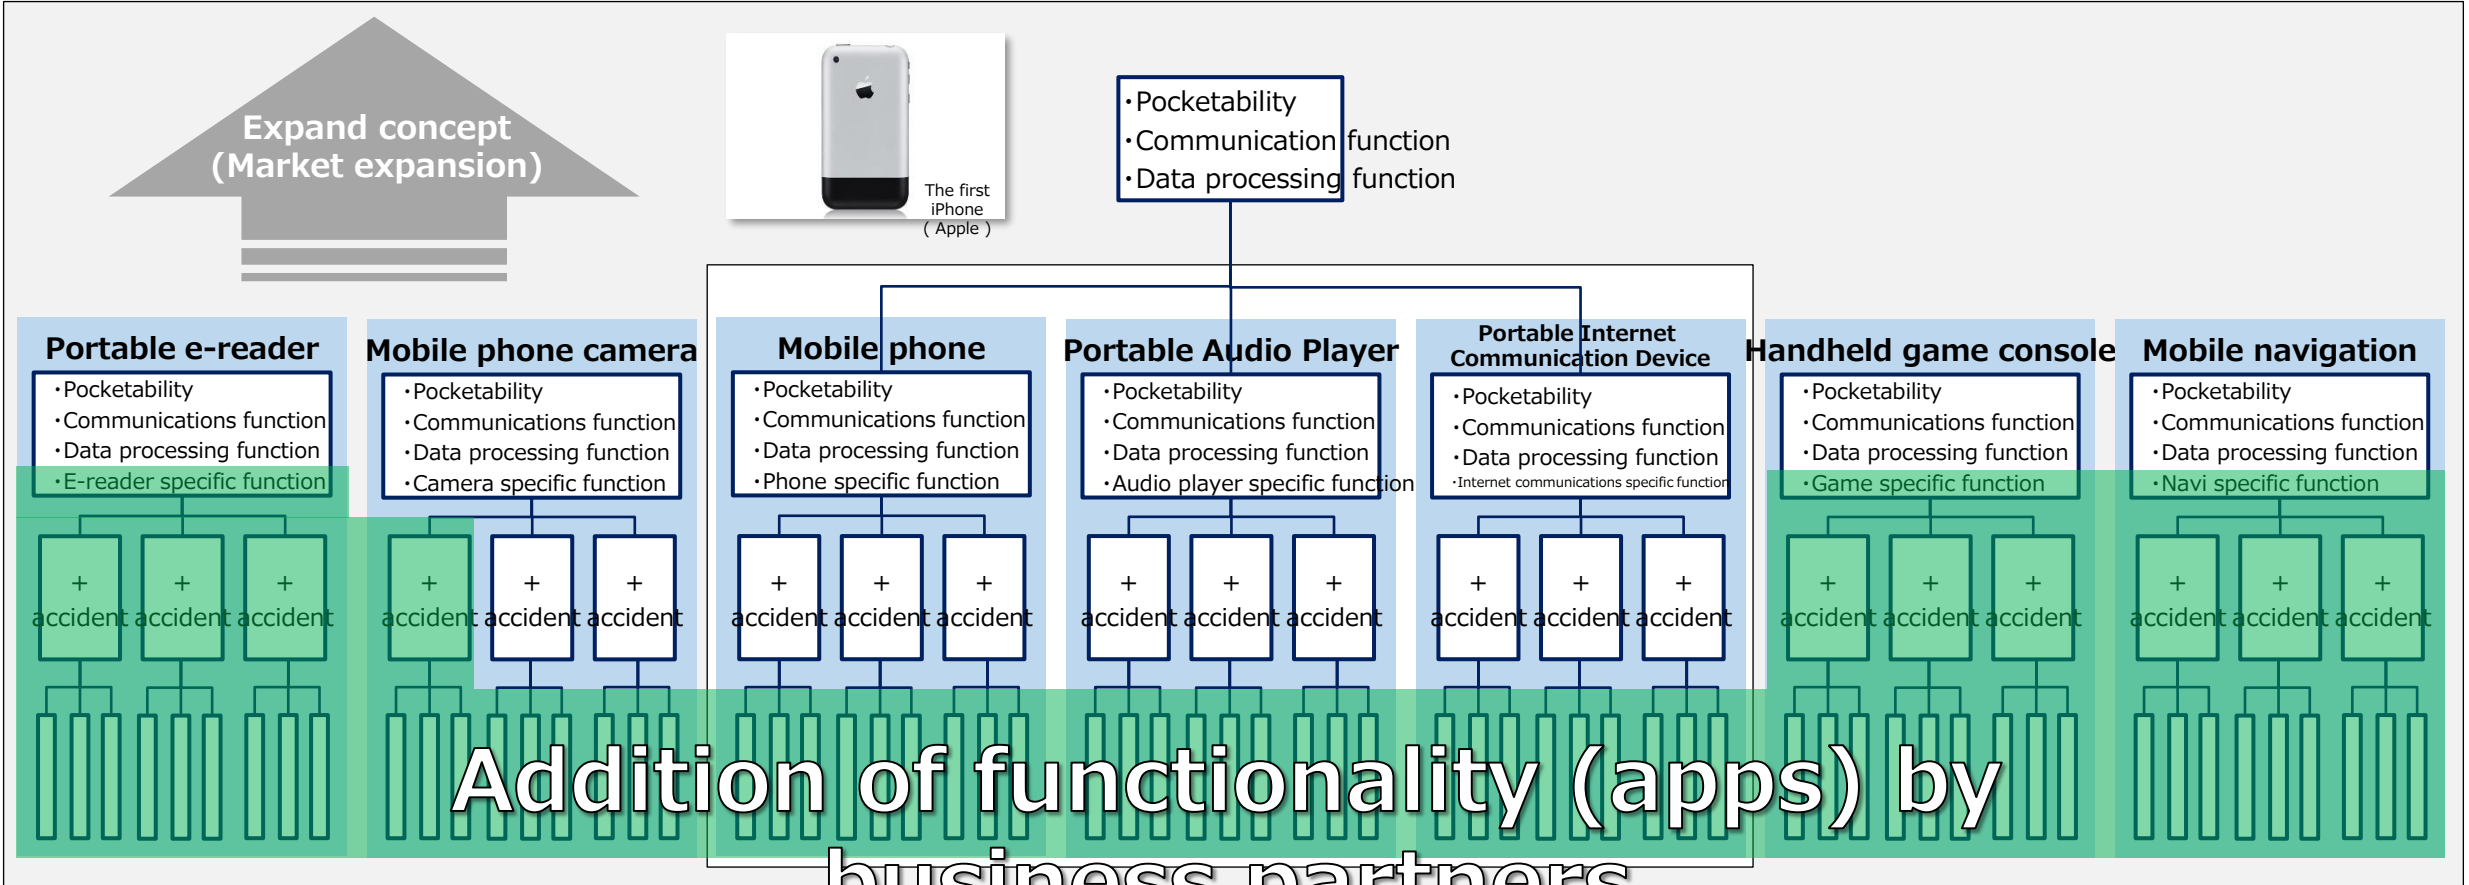 Expand concept
(Market expansion)
The first
iPhone
( Apple )
・Pocketability
・Communication function
・Data processing function
Portable e-reader
・Pocketability
・Communications function
・Data processing function
・E-reader specific function
+
accident
+
accident
+
accident
Mobile phone camera
・Pocketability
・Communications function
・Data processing function
・Camera specific function
+
accident
+
accident
+
accident
Mobile phone
・Pocketability
・Communications function
・Data processing function
・Phone specific function
+
accident
+
accident
+
accident
Portable Audio Player
・Pocketability
・Communications function
・Data processing function
・Audio player specific function
+
accident
+
accident
+
accident
Portable Internet
Communication Device
・Pocketability
・Communications function
・Data processing function
・Internet communications specific function
+
accident
+
accident
+
accident
Handheld game console
・Pocketability
・Communications function
・Data processing function
・Game specific function
+
accident
+
accident
+
accident
Mobile navigation
・Pocketability
・Communications function
・Data processing function
・Navi specific function
+
accident
+
accident
+
accident
Addition of functionality (apps) by
business partners